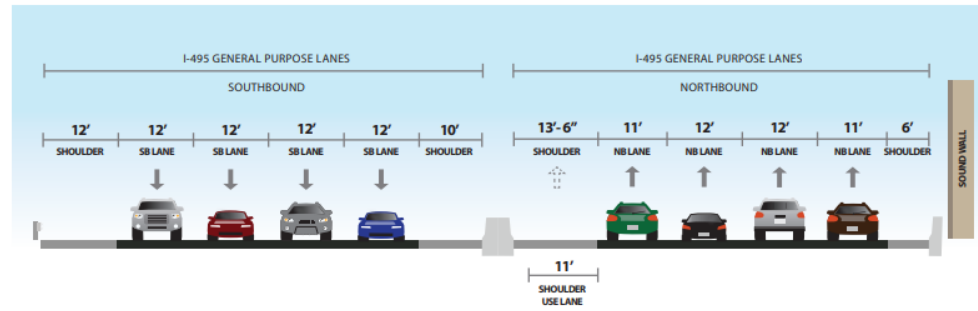 I-495 GENERAL PURPOSE LANES
SOUTHBOUND
12’ 12’ 12’ 12’ 12’ 10’
SHOULDER SB LANE SB LANE SB LANE SB LANE SHOULDER
I-495 GENERAL PURPOSE LANES
NORTHBOUND
13’-6” 11’ 12’ 12’ 11’ 6’
SHOULDER NB LANE NB LANE NB LANE NB LANE SHOULDER
11’
SHOULDER
USE LANE
SOUND WALL